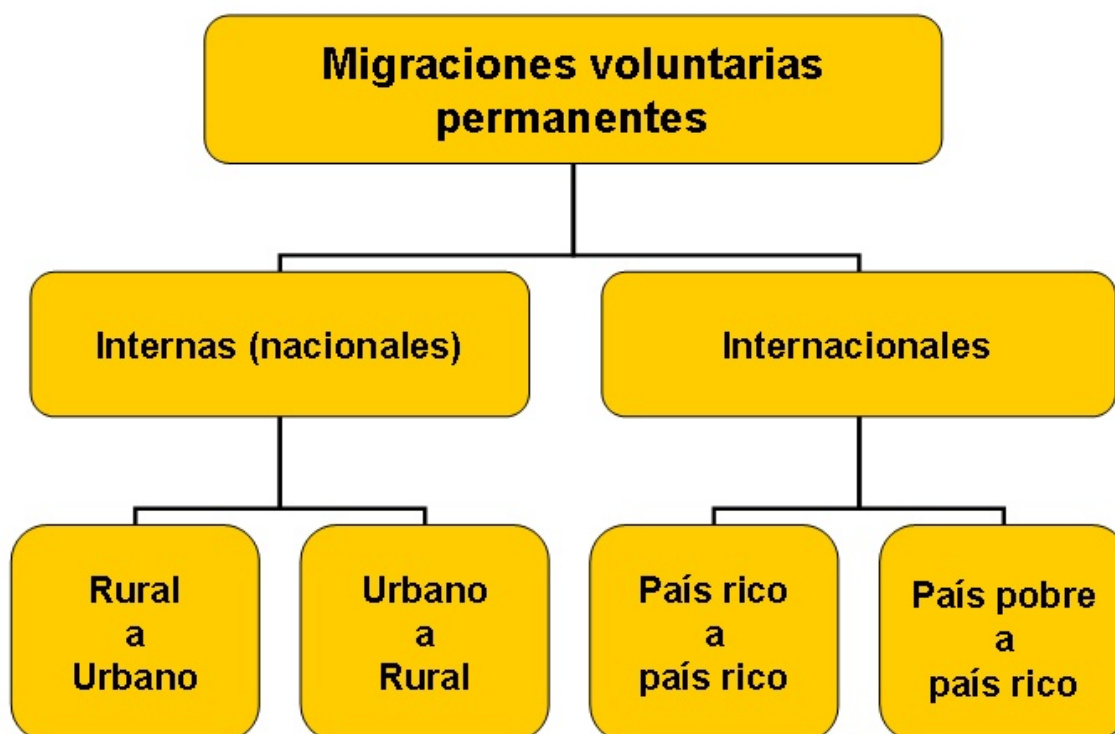 Migraciones voluntarias
permanentes
Internas (nacionales)
Internacionales
Rural
a
Urbano
Urbano
a
Rural
País rico
a
país rico
País pobre
a
país rico